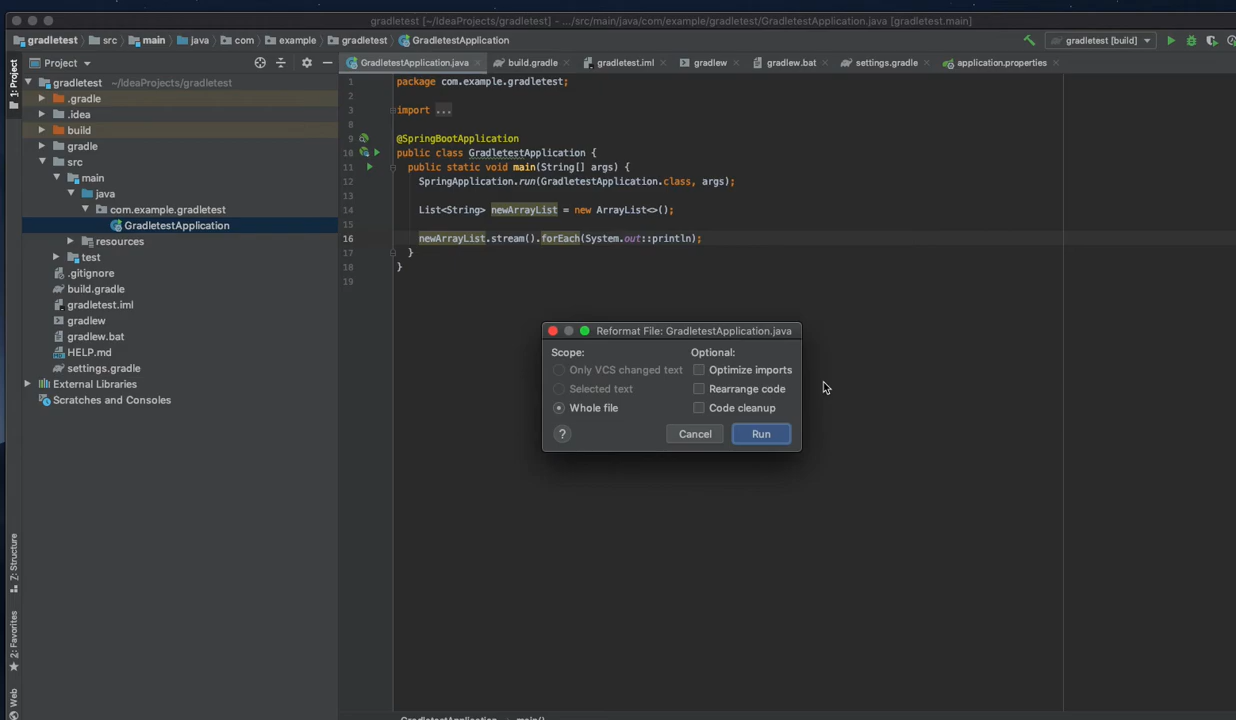 gradletest [~/IdeaProjects/gradletest] - .../src/main/java/com/example/gradletest/GradletestApplication.java [gradletest.main]
gradletest src main java com example gradletest GradletestApplication
gradletest [build]
Project
GradletestApplication.java build.gradle gradletest.iml gradlew gradlew.bat settings.gradle application.properties
1: Project
gradletest ~/IdeaProjects/gradletest
.gradle
.idea
build
gradle
src
main
java
com.example.gradletest
GradletestApplication
resources
test
.gitignore
build.gradle
gradletest.iml
gradlew
gradlew.bat
HELP.md
settings.gradle
External Libraries
Scratches and Consoles
7: Structure
2: Favorites
Web
1 package com.example.gradletest;
2
3 import ...
8
9 @SpringBootApplication
10 public class GradletestApplication {
11 public static void main(String[] args) {
12 SpringApplication.run(GradletestApplication.class, args);
13
14 List<String> newArrayList = new ArrayList<>();
15
16 newArrayList.stream().forEach(System.out::println);
17 }
18 }
19
Reformat File: GradletestApplication.java
Scope: Optional:
Only VCS changed text Optimize imports
Selected text Rearrange code
Whole file Code cleanup
? Cancel Run
GradletestApplication main()